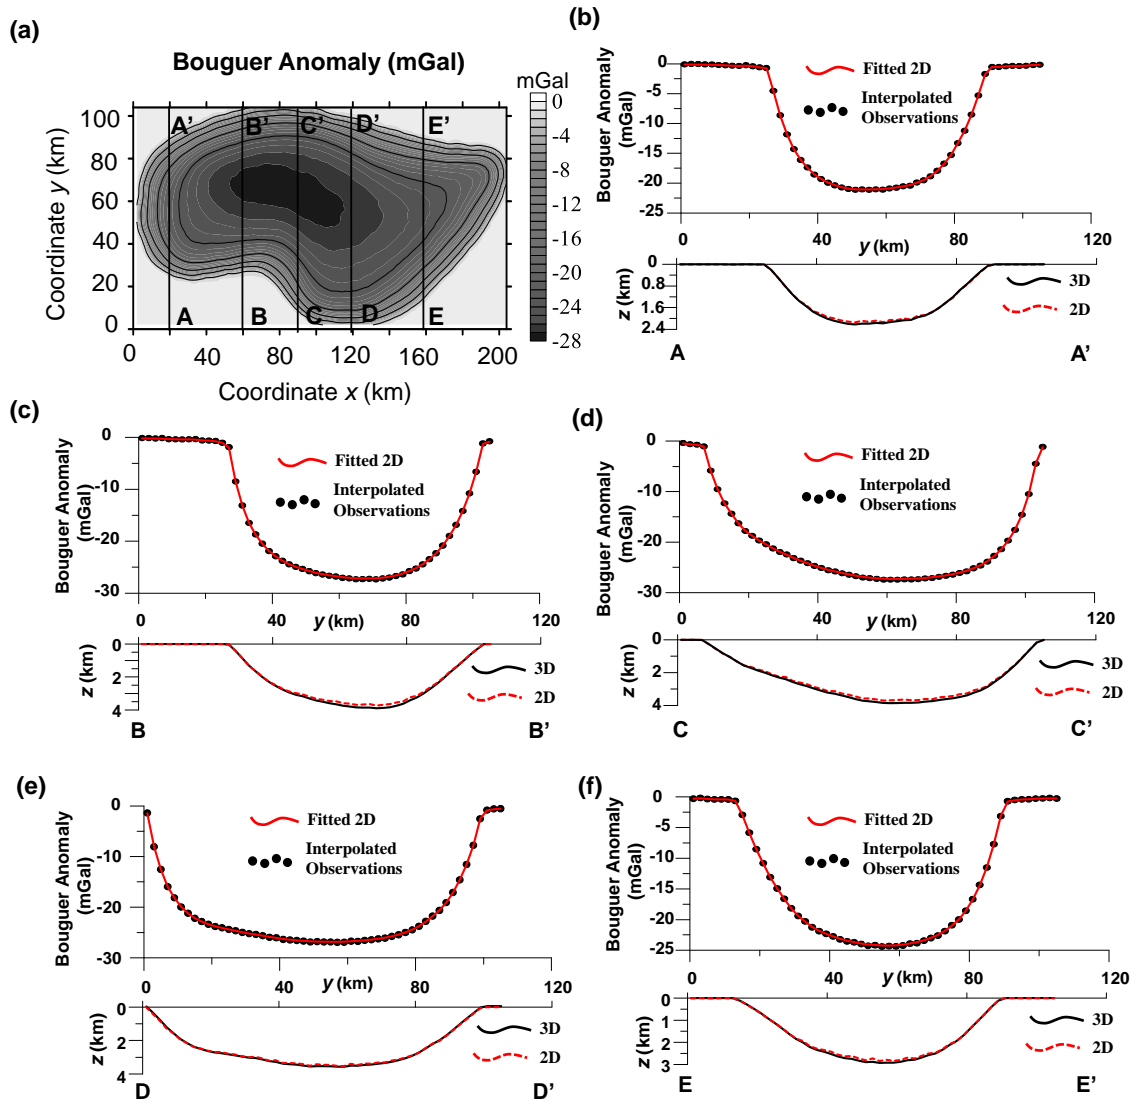 (a)
Bouguer Anomaly (mGal)
mGal
0
-4
-8
-12
-16
-20
-24
-28
Coordinate y (km)
100
80
60
40
20
0
A' B' C' D' E'
A B C D E
0 40 80 120 160 200
Coordinate x (km)
(b)
Bouguer Anomaly
(mGal)
0
-5
-10
-15
-20
-25
Fitted 2D
Interpolated
Observations
0 40 80 120
y (km)
z (km)
0
0.8
1.6
2.4
3D
2D
A A'
(c)
Bouguer Anomaly
(mGal)
0
-10
-20
-30
Fitted 2D
Interpolated
Observations
0 40 80 120
y (km)
z (km)
0
2
4
3D
2D
B B'
(d)
Bouguer Anomaly
(mGal)
0
-10
-20
-30
Fitted 2D
Interpolated
Observations
0 40 80 120
y (km)
z (km)
0
2
4
3D
2D
C C'
(e)
Bouguer Anomaly
(mGal)
0
-10
-20
-30
Fitted 2D
Interpolated
Observations
0 40 80 120
y (km)
z (km)
0
2
4
3D
2D
D D'
(f)
Bouguer Anomaly
(mGal)
0
-5
-10
-15
-20
-25
Fitted 2D
Interpolated
Observations
0 40 80 120
y (km)
z (km)
0
1
2
3
3D
2D
E E'